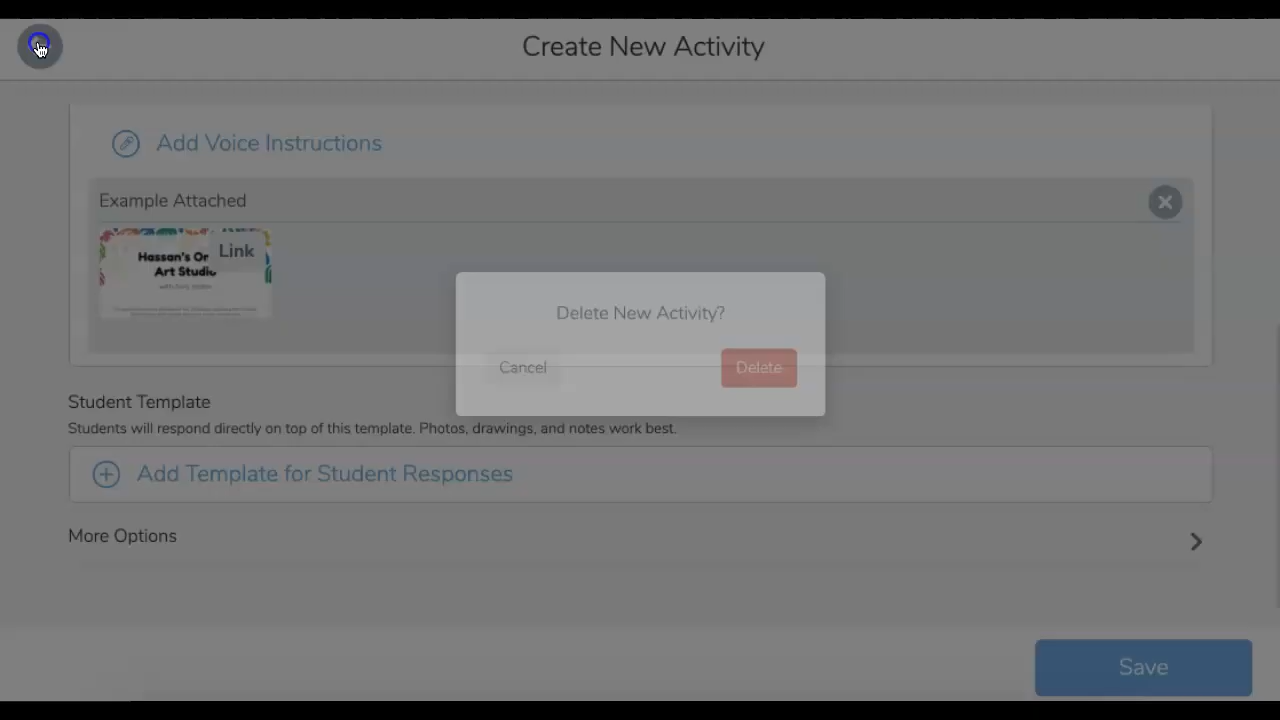 Create New Activity
Add Voice Instructions
Example Attached
Link
Hassan's
Art Studio
Delete New Activity?
Cancel
Delete
Student Template
Students will respond directly on top of this template. Photos, drawings, and notes work best.
Add Template for Student Responses
More Options
Save